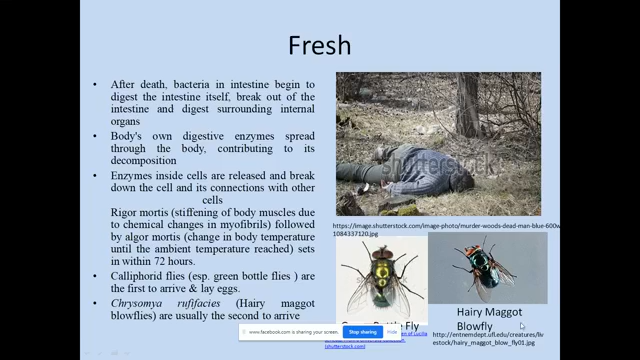 Fresh
• After death, bacteria in intestine begin to
digest the intestine itself, break out of the
intestine and digest surrounding internal
organs
• Body's own digestive enzymes spread
through the body, contributing to its
decomposition
• Enzymes inside cells are released and break
down the cell and its connections with other
cells
Rigor mortis (stiffening of body muscles due
to chemical changes in myofibrils) followed
by algor mortis (change in body temperature
until the ambient temperature reached) sets
in within 72 hours.
• Calliphorid flies (esp. green bottle flies ) are
the first to arrive & lay eggs.
• Chrysomya rufifacies (Hairy maggot
blowflies) are usually the second to arrive
shutterstock
https://image.shutterstock.com/image-photo/murder-woods-dead-man-blue-600w
1084337120.jpg
Fly
Hairy Maggot
Blowfly
http://entnemdept.ufl.edu/creatures/liv
estock/hairy_maggot_blow_fly01.jpg
www.facebook.com is sharing your screen.
Stop sharing
Hide